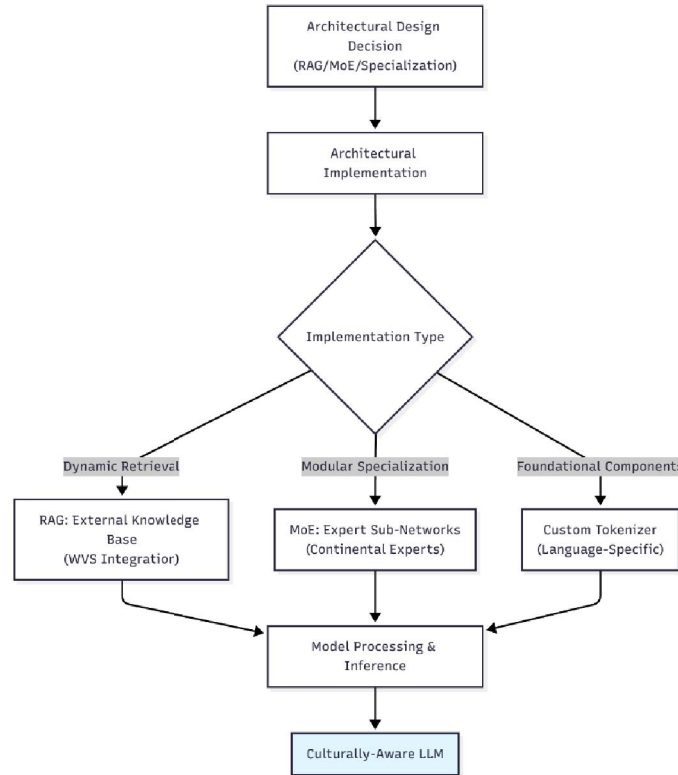 Architectural Design
Decision
(RAG/MoE/Specialization)
Architectural
Implementation
Implementation Type
Dynamic Retrieval
Modular Specialization
Foundational Components
RAG: External Knowledge
Base
(WVS Integration)
MoE: Expert Sub-Networks
(Continental Experts)
Custom Tokenizer
(Language-Specific)
Model Processing &
Inference
Culturally-Aware LLM